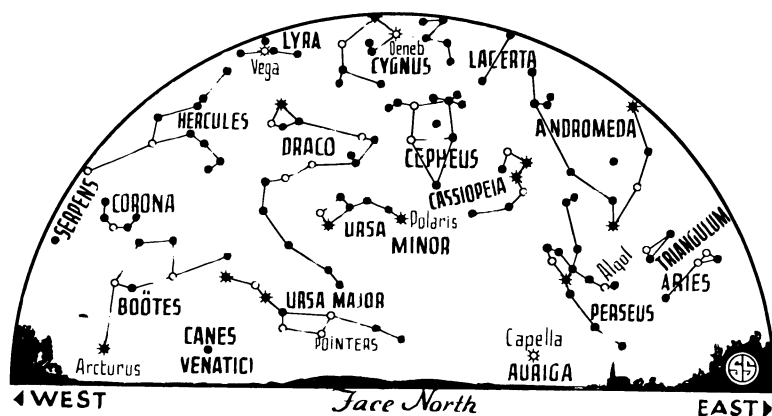 LYRA
Vega
Deneb
CYGNUS
LACERTA
HERCULES
DRACO
CEPHEUS
ANDROMEDA
CASSIOPEIA
SERPENS
CORONA
URSA
MINOR
Polaris
TRIANGULUM
ARIES
Algol
PERSEUS
BOÖTES
URSA MAJOR
POINTERS
CANES
VENATICI
Arcturus
Capella
AURIGA
WEST
Face North
EAST